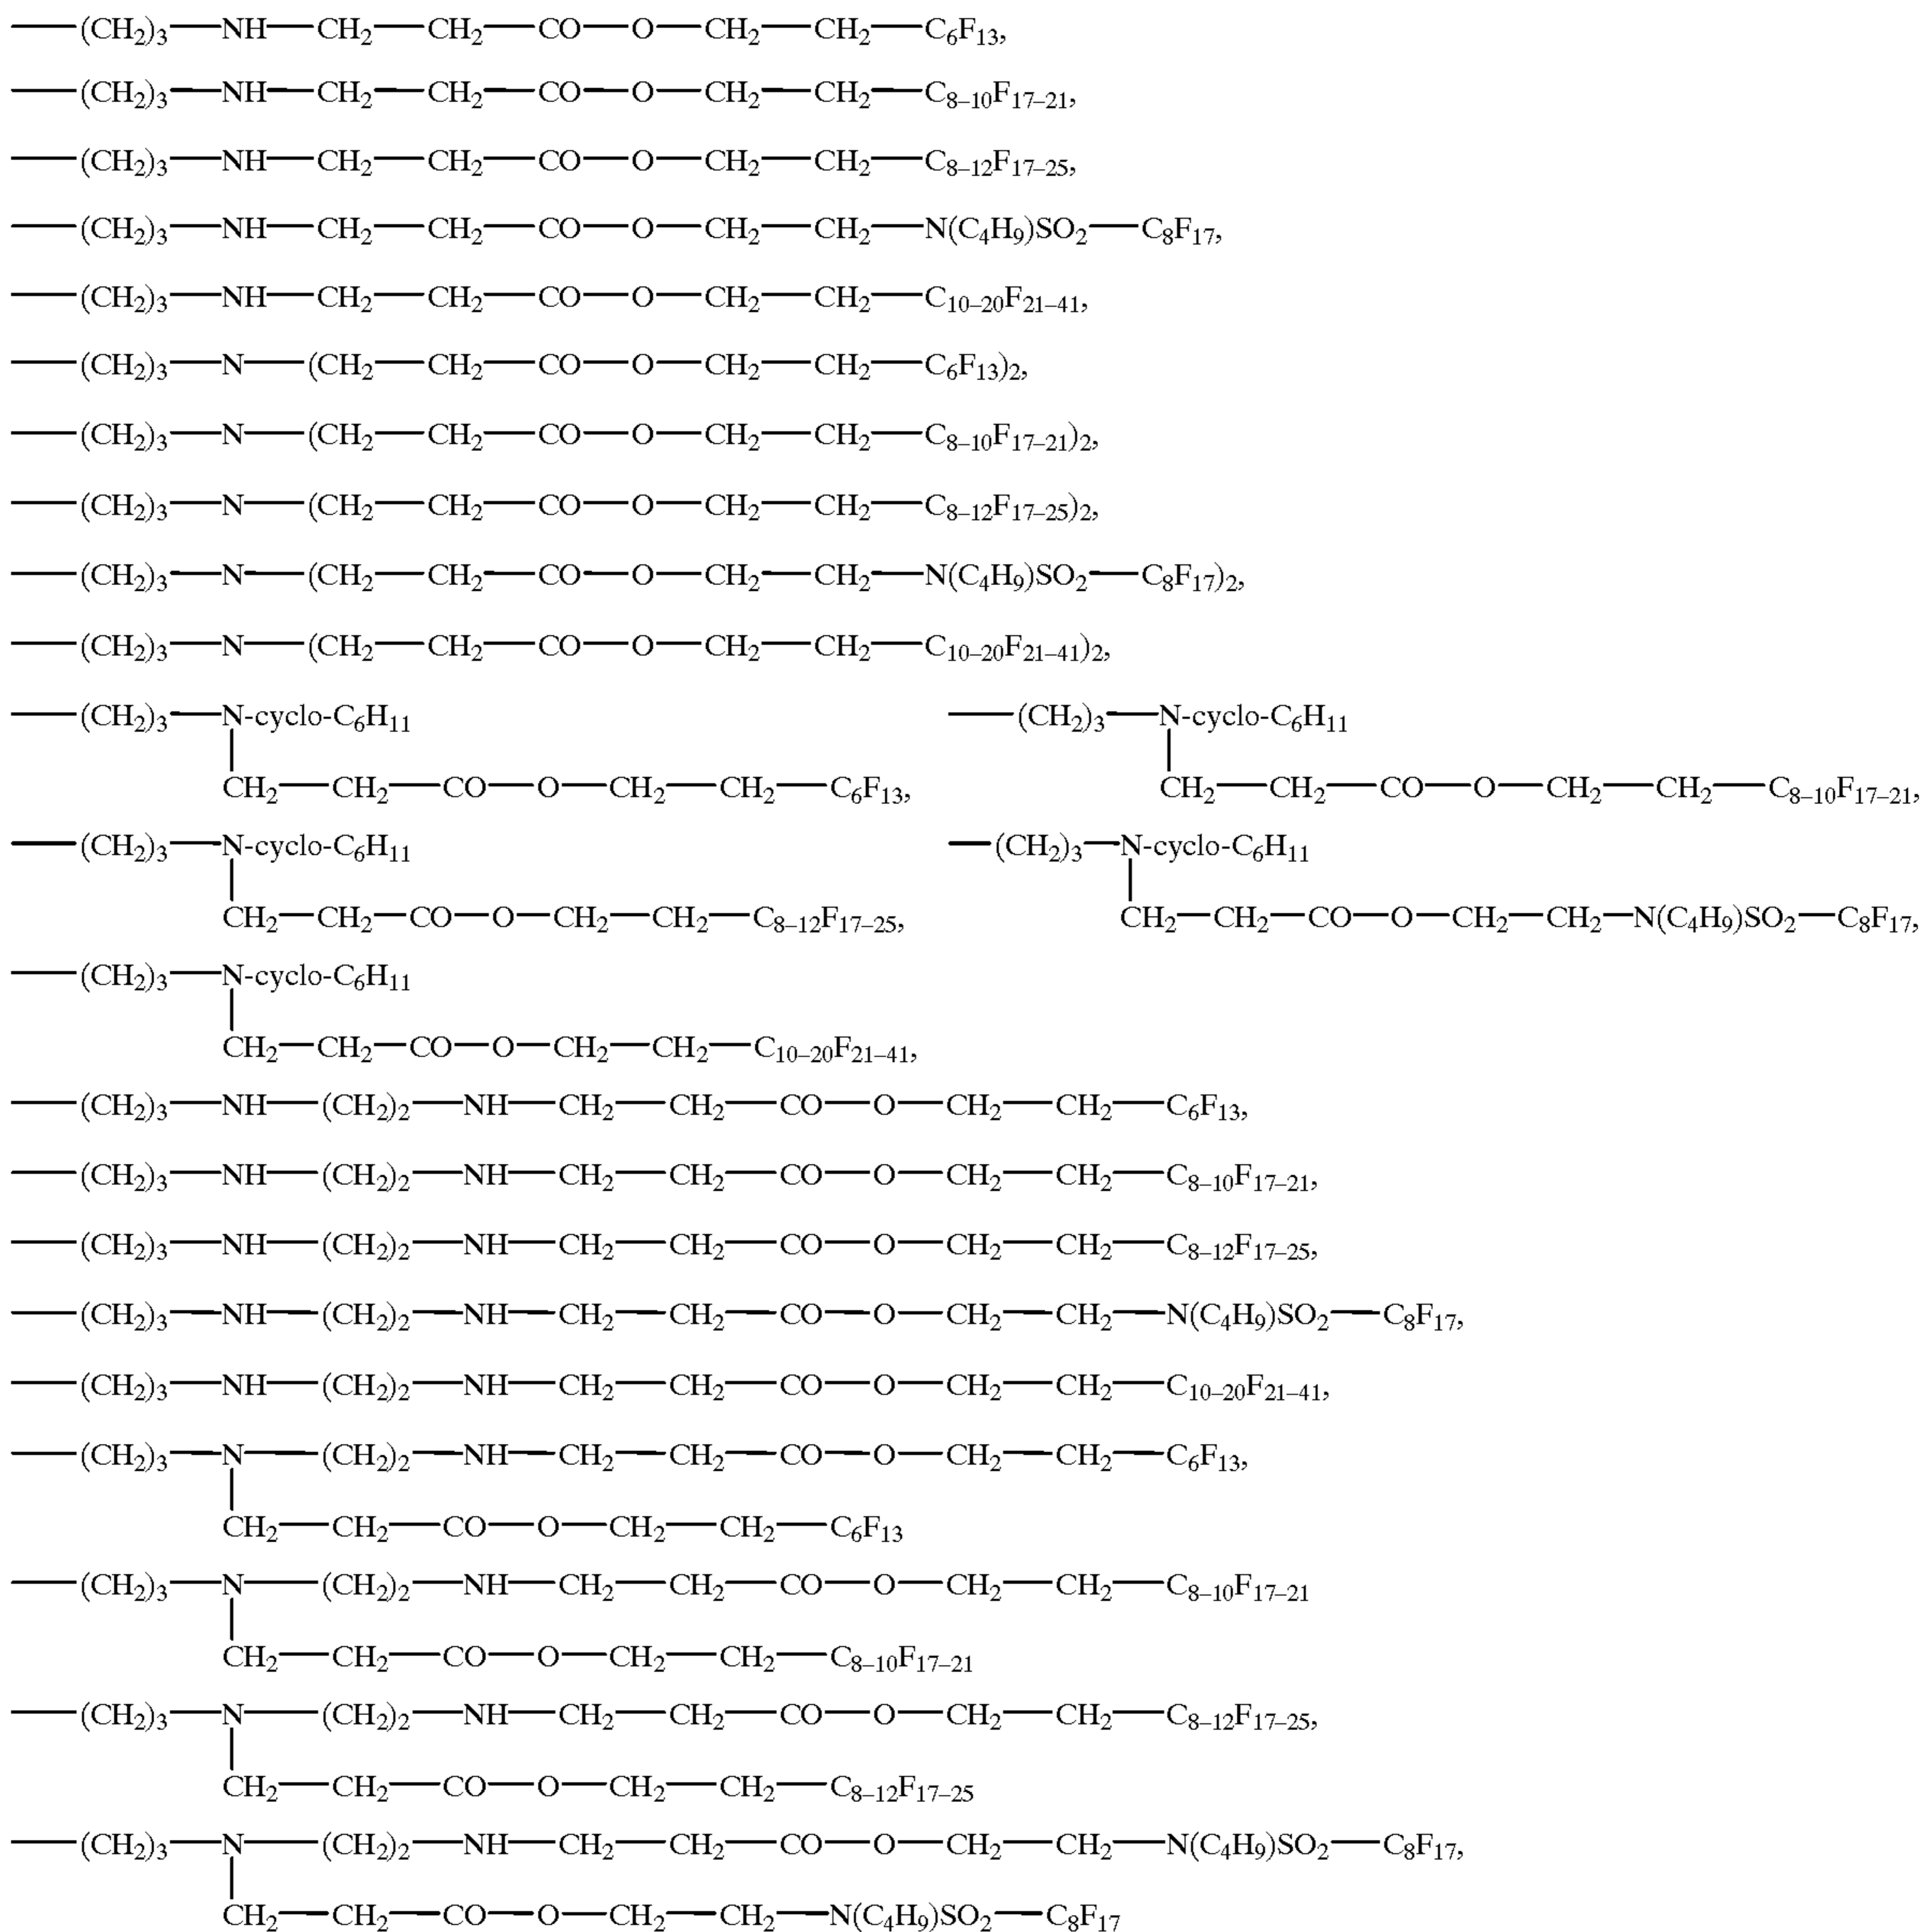 —(CH₂)₃—NH—CH₂—CH₂—CO—O—CH₂—CH₂—C₆F₁₃,
—(CH₂)₃—NH—CH₂—CH₂—CO—O—CH₂—CH₂—C₈₋₁₀F₁₇₋₂₁,
—(CH₂)₃—NH—CH₂—CH₂—CO—O—CH₂—CH₂—C₈₋₁₂F₁₇₋₂₅,
—(CH₂)₃—NH—CH₂—CH₂—CO—O—CH₂—CH₂—N(C₄H₉)SO₂—C₈F₁₇,
—(CH₂)₃—NH—CH₂—CH₂—CO—O—CH₂—CH₂—C₁₀₋₂₀F₂₁₋₄₁,
—(CH₂)₃—N—(CH₂—CH₂—CO—O—CH₂—CH₂—C₆F₁₃)₂,
—(CH₂)₃—N—(CH₂—CH₂—CO—O—CH₂—CH₂—C₈₋₁₀F₁₇₋₂₁)₂,
—(CH₂)₃—N—(CH₂—CH₂—CO—O—CH₂—CH₂—C₈₋₁₂F₁₇₋₂₅)₂,
—(CH₂)₃—N—(CH₂—CH₂—CO—O—CH₂—CH₂—N(C₄H₉)SO₂—C₈F₁₇)₂,
—(CH₂)₃—N—(CH₂—CH₂—CO—O—CH₂—CH₂—C₁₀₋₂₀F₂₁₋₄₁)₂,
—(CH₂)₃—N-cyclo-C₆H₁₁
CH₂—CH₂—CO—O—CH₂—CH₂—C₆F₁₃,
—(CH₂)₃—N-cyclo-C₆H₁₁
CH₂—CH₂—CO—O—CH₂—CH₂—C₈₋₁₀F₁₇₋₂₁,
—(CH₂)₃—N-cyclo-C₆H₁₁
CH₂—CH₂—CO—O—CH₂—CH₂—C₈₋₁₂F₁₇₋₂₅,
—(CH₂)₃—N-cyclo-C₆H₁₁
CH₂—CH₂—CO—O—CH₂—CH₂—N(C₄H₉)SO₂—C₈F₁₇,
—(CH₂)₃—N-cyclo-C₆H₁₁
CH₂—CH₂—CO—O—CH₂—CH₂—C₁₀₋₂₀F₂₁₋₄₁,
—(CH₂)₃—NH—(CH₂)₂—NH—CH₂—CH₂—CO—O—CH₂—CH₂—C₆F₁₃,
—(CH₂)₃—NH—(CH₂)₂—NH—CH₂—CH₂—CO—O—CH₂—CH₂—C₈₋₁₀F₁₇₋₂₁,
—(CH₂)₃—NH—(CH₂)₂—NH—CH₂—CH₂—CO—O—CH₂—CH₂—C₈₋₁₂F₁₇₋₂₅,
—(CH₂)₃—NH—(CH₂)₂—NH—CH₂—CH₂—CO—O—CH₂—CH₂—N(C₄H₉)SO₂—C₈F₁₇,
—(CH₂)₃—NH—(CH₂)₂—NH—CH₂—CH₂—CO—O—CH₂—CH₂—C₁₀₋₂₀F₂₁₋₄₁,
—(CH₂)₃—N—(CH₂)₂—NH—CH₂—CH₂—CO—O—CH₂—CH₂—C₆F₁₃,
CH₂—CH₂—CO—O—CH₂—CH₂—C₆F₁₃
—(CH₂)₃—N—(CH₂)₂—NH—CH₂—CH₂—CO—O—CH₂—CH₂—C₈₋₁₀F₁₇₋₂₁
CH₂—CH₂—CO—O—CH₂—CH₂—C₈₋₁₀F₁₇₋₂₁
—(CH₂)₃—N—(CH₂)₂—NH—CH₂—CH₂—CO—O—CH₂—CH₂—C₈₋₁₂F₁₇₋₂₅,
CH₂—CH₂—CO—O—CH₂—CH₂—C₈₋₁₂F₁₇₋₂₅
—(CH₂)₃—N—(CH₂)₂—NH—CH₂—CH₂—CO—O—CH₂—CH₂—N(C₄H₉)SO₂—C₈F₁₇,
CH₂—CH₂—CO—O—CH₂—CH₂—N(C₄H₉)SO₂—C₈F₁₇